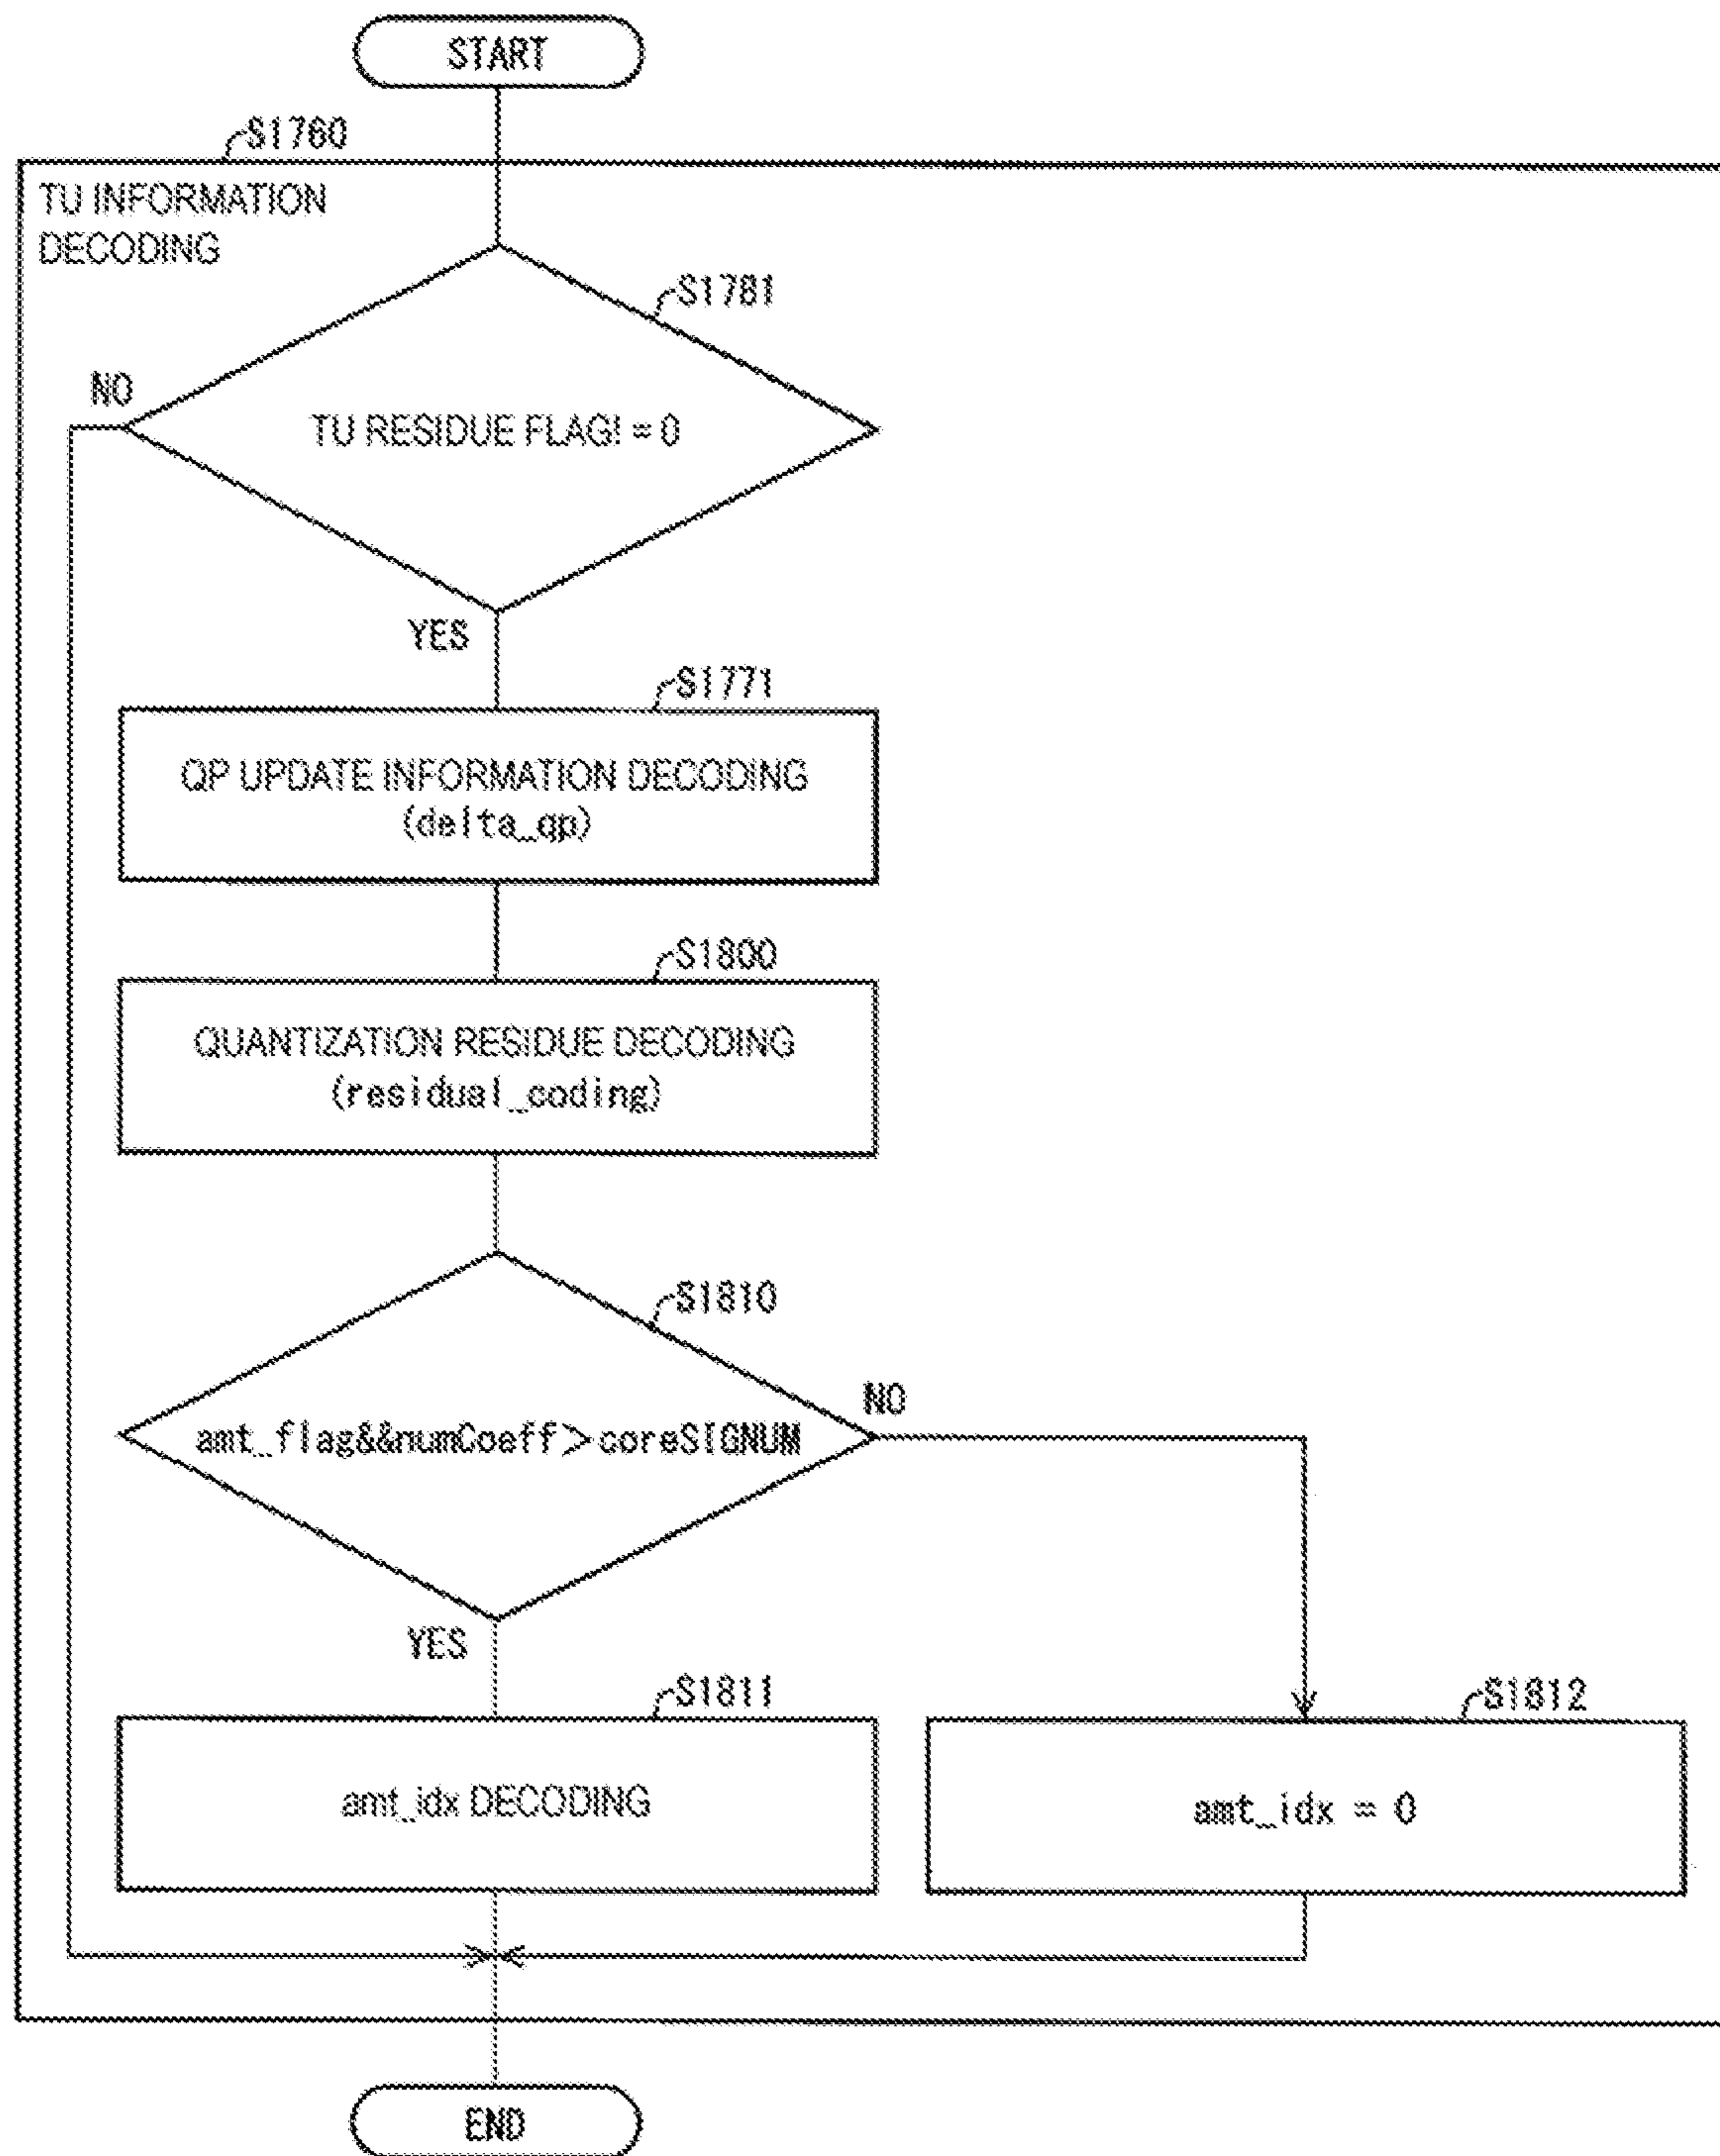 START
S1760
TU INFORMATION
DECODING
S1781
NO
TU RESIDUE FLAG! = 0
YES
S1771
QP UPDATE INFORMATION DECODING
(delta_qp)
S1800
QUANTIZATION RESIDUE DECODING
(residual_coding)
S1810
NO
amt_flag&&numCoeff>coreSIGNUM
YES
S1811
S1812
amt_idx DECODING
amt_idx = 0
END